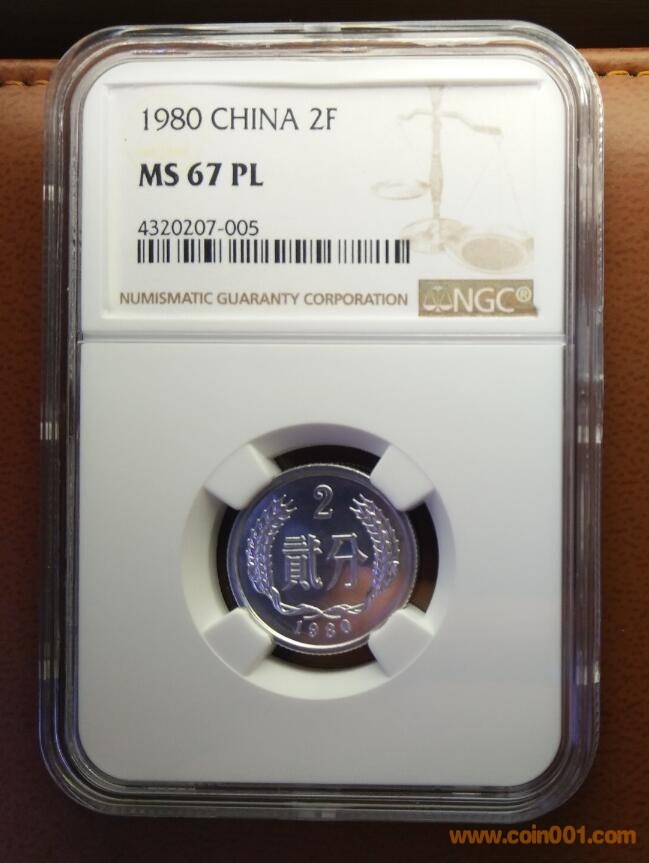 1980 CHINA 2F
MS 67 PL
4320207-005
NUMISMATIC GUARANTY CORPORATION
NGC®
2
貳分
1980
www.coin001.com